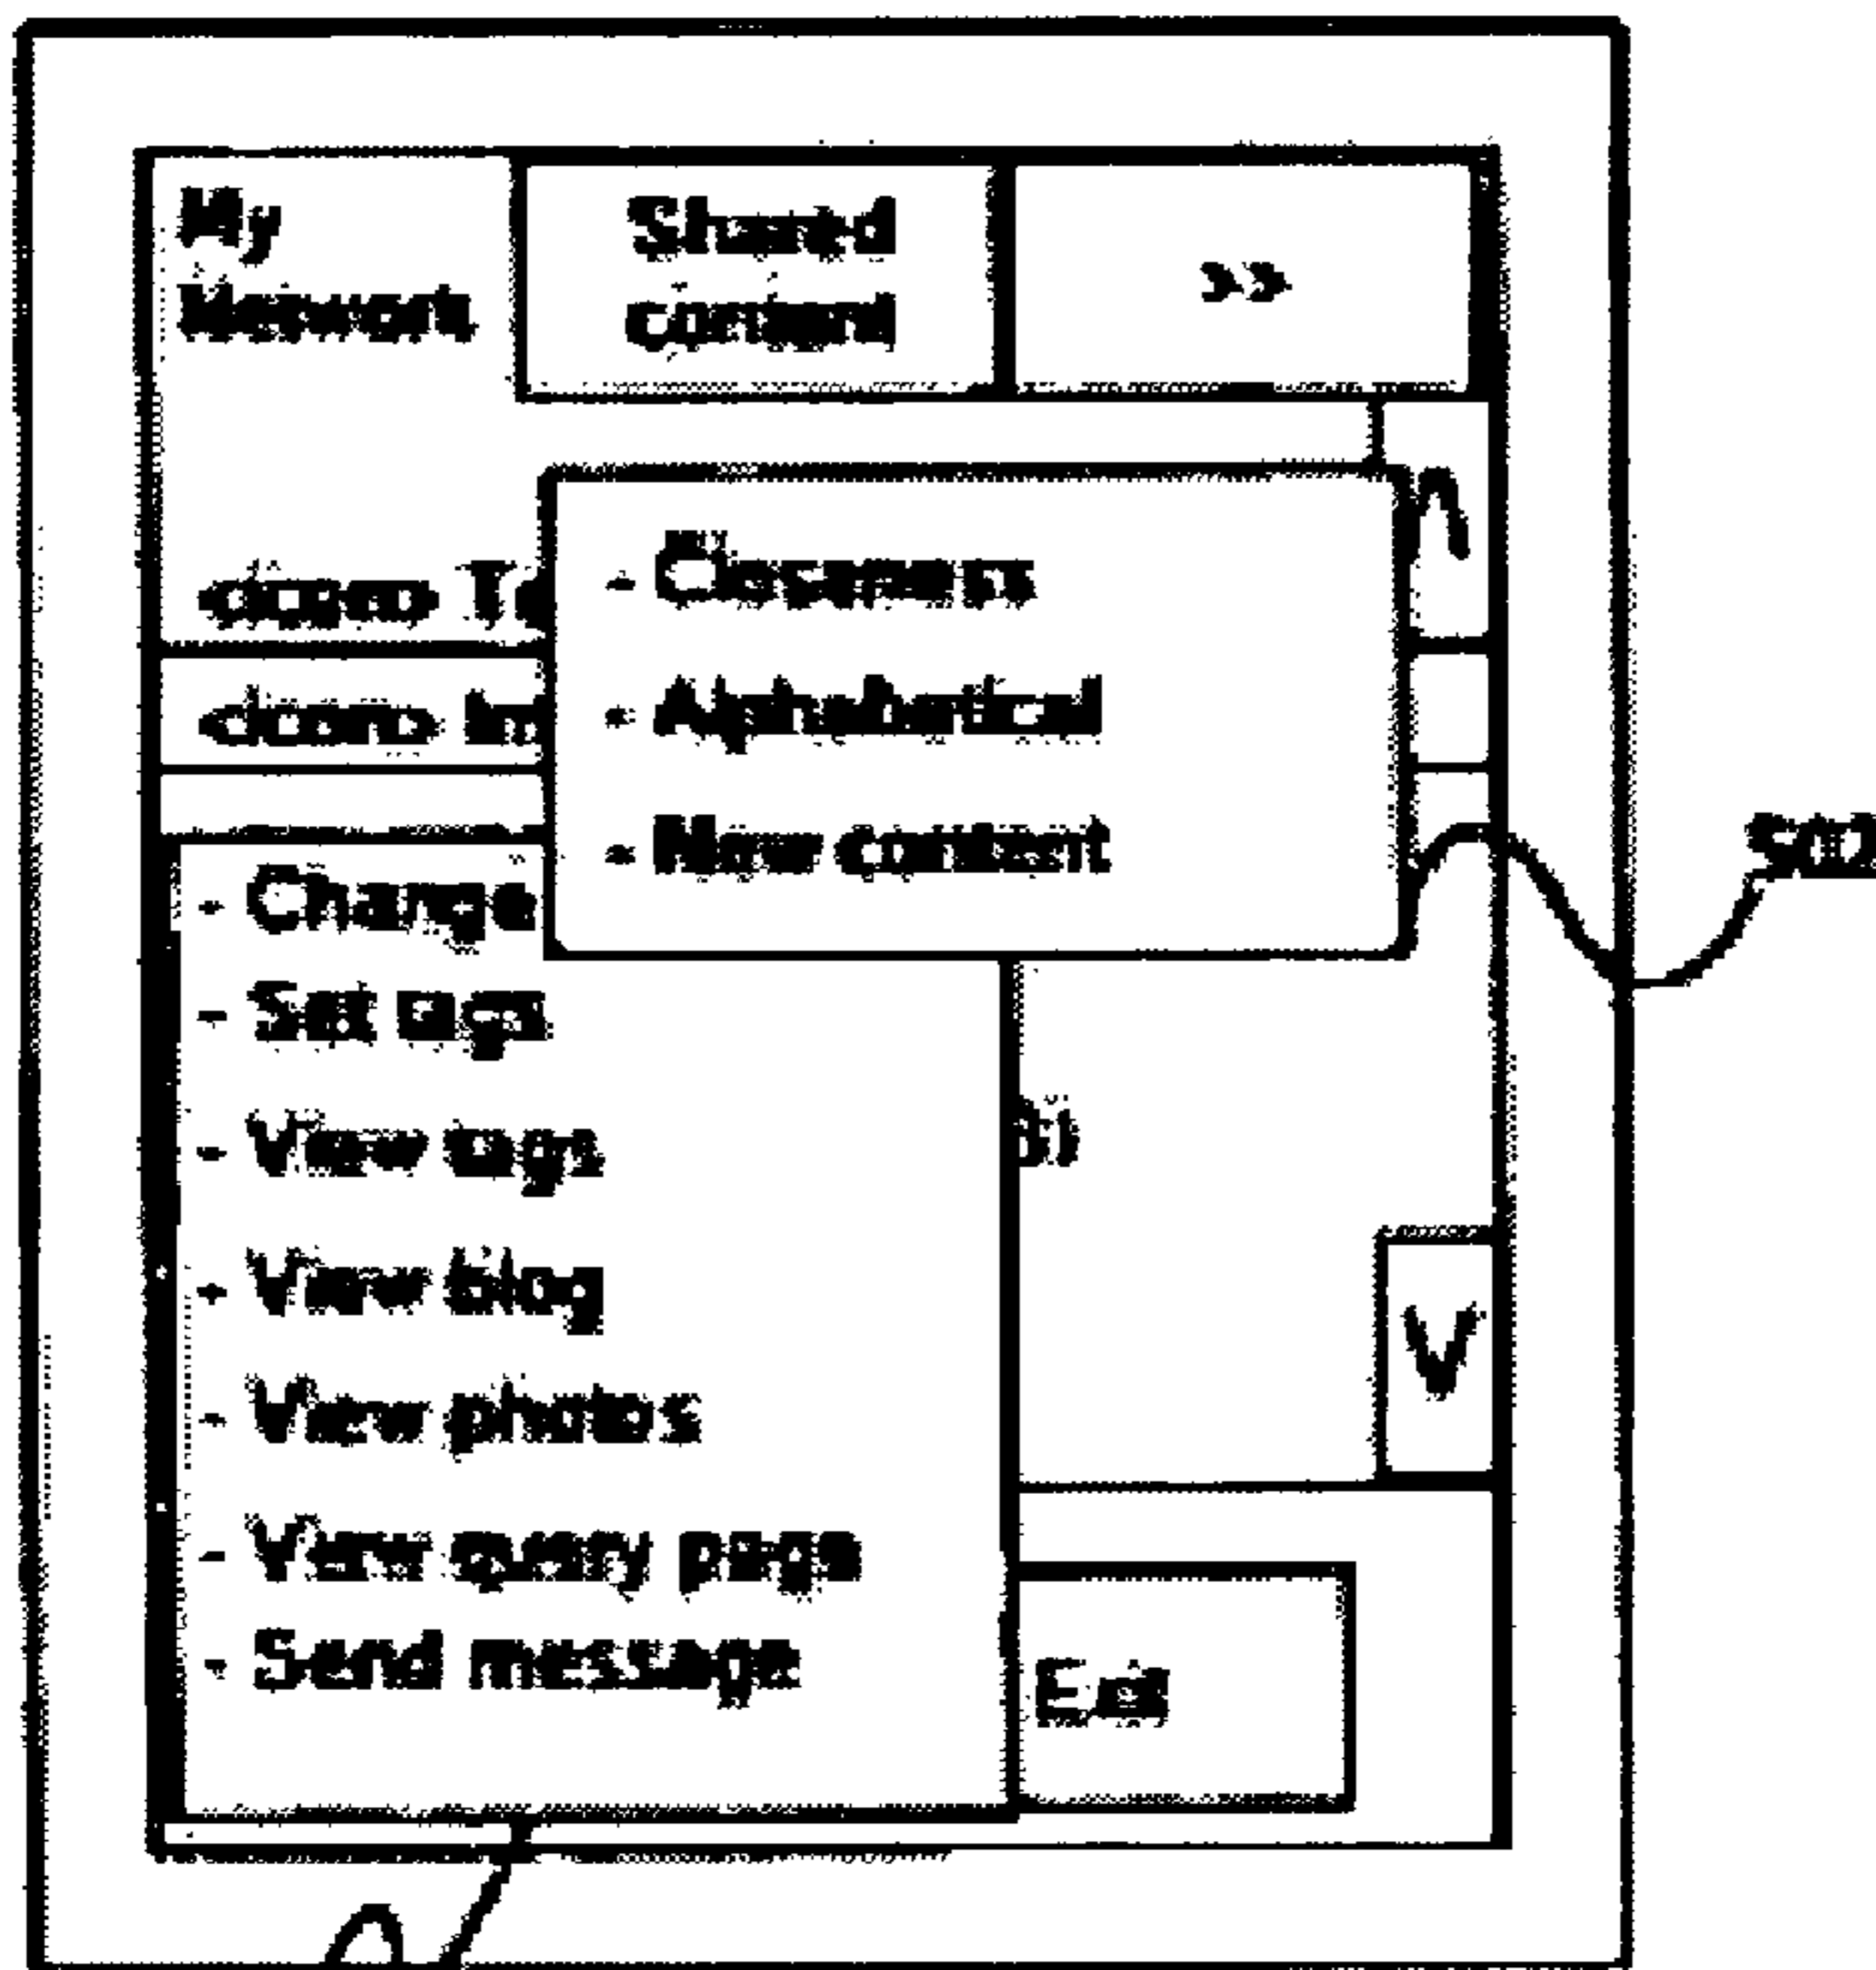 My
Network
Shared
content
»
- Closeness
- Alphabetical
- New content
- Change
- Set tags
- View tags
- View blog
- View photos
- View query page
- Send message
Exit